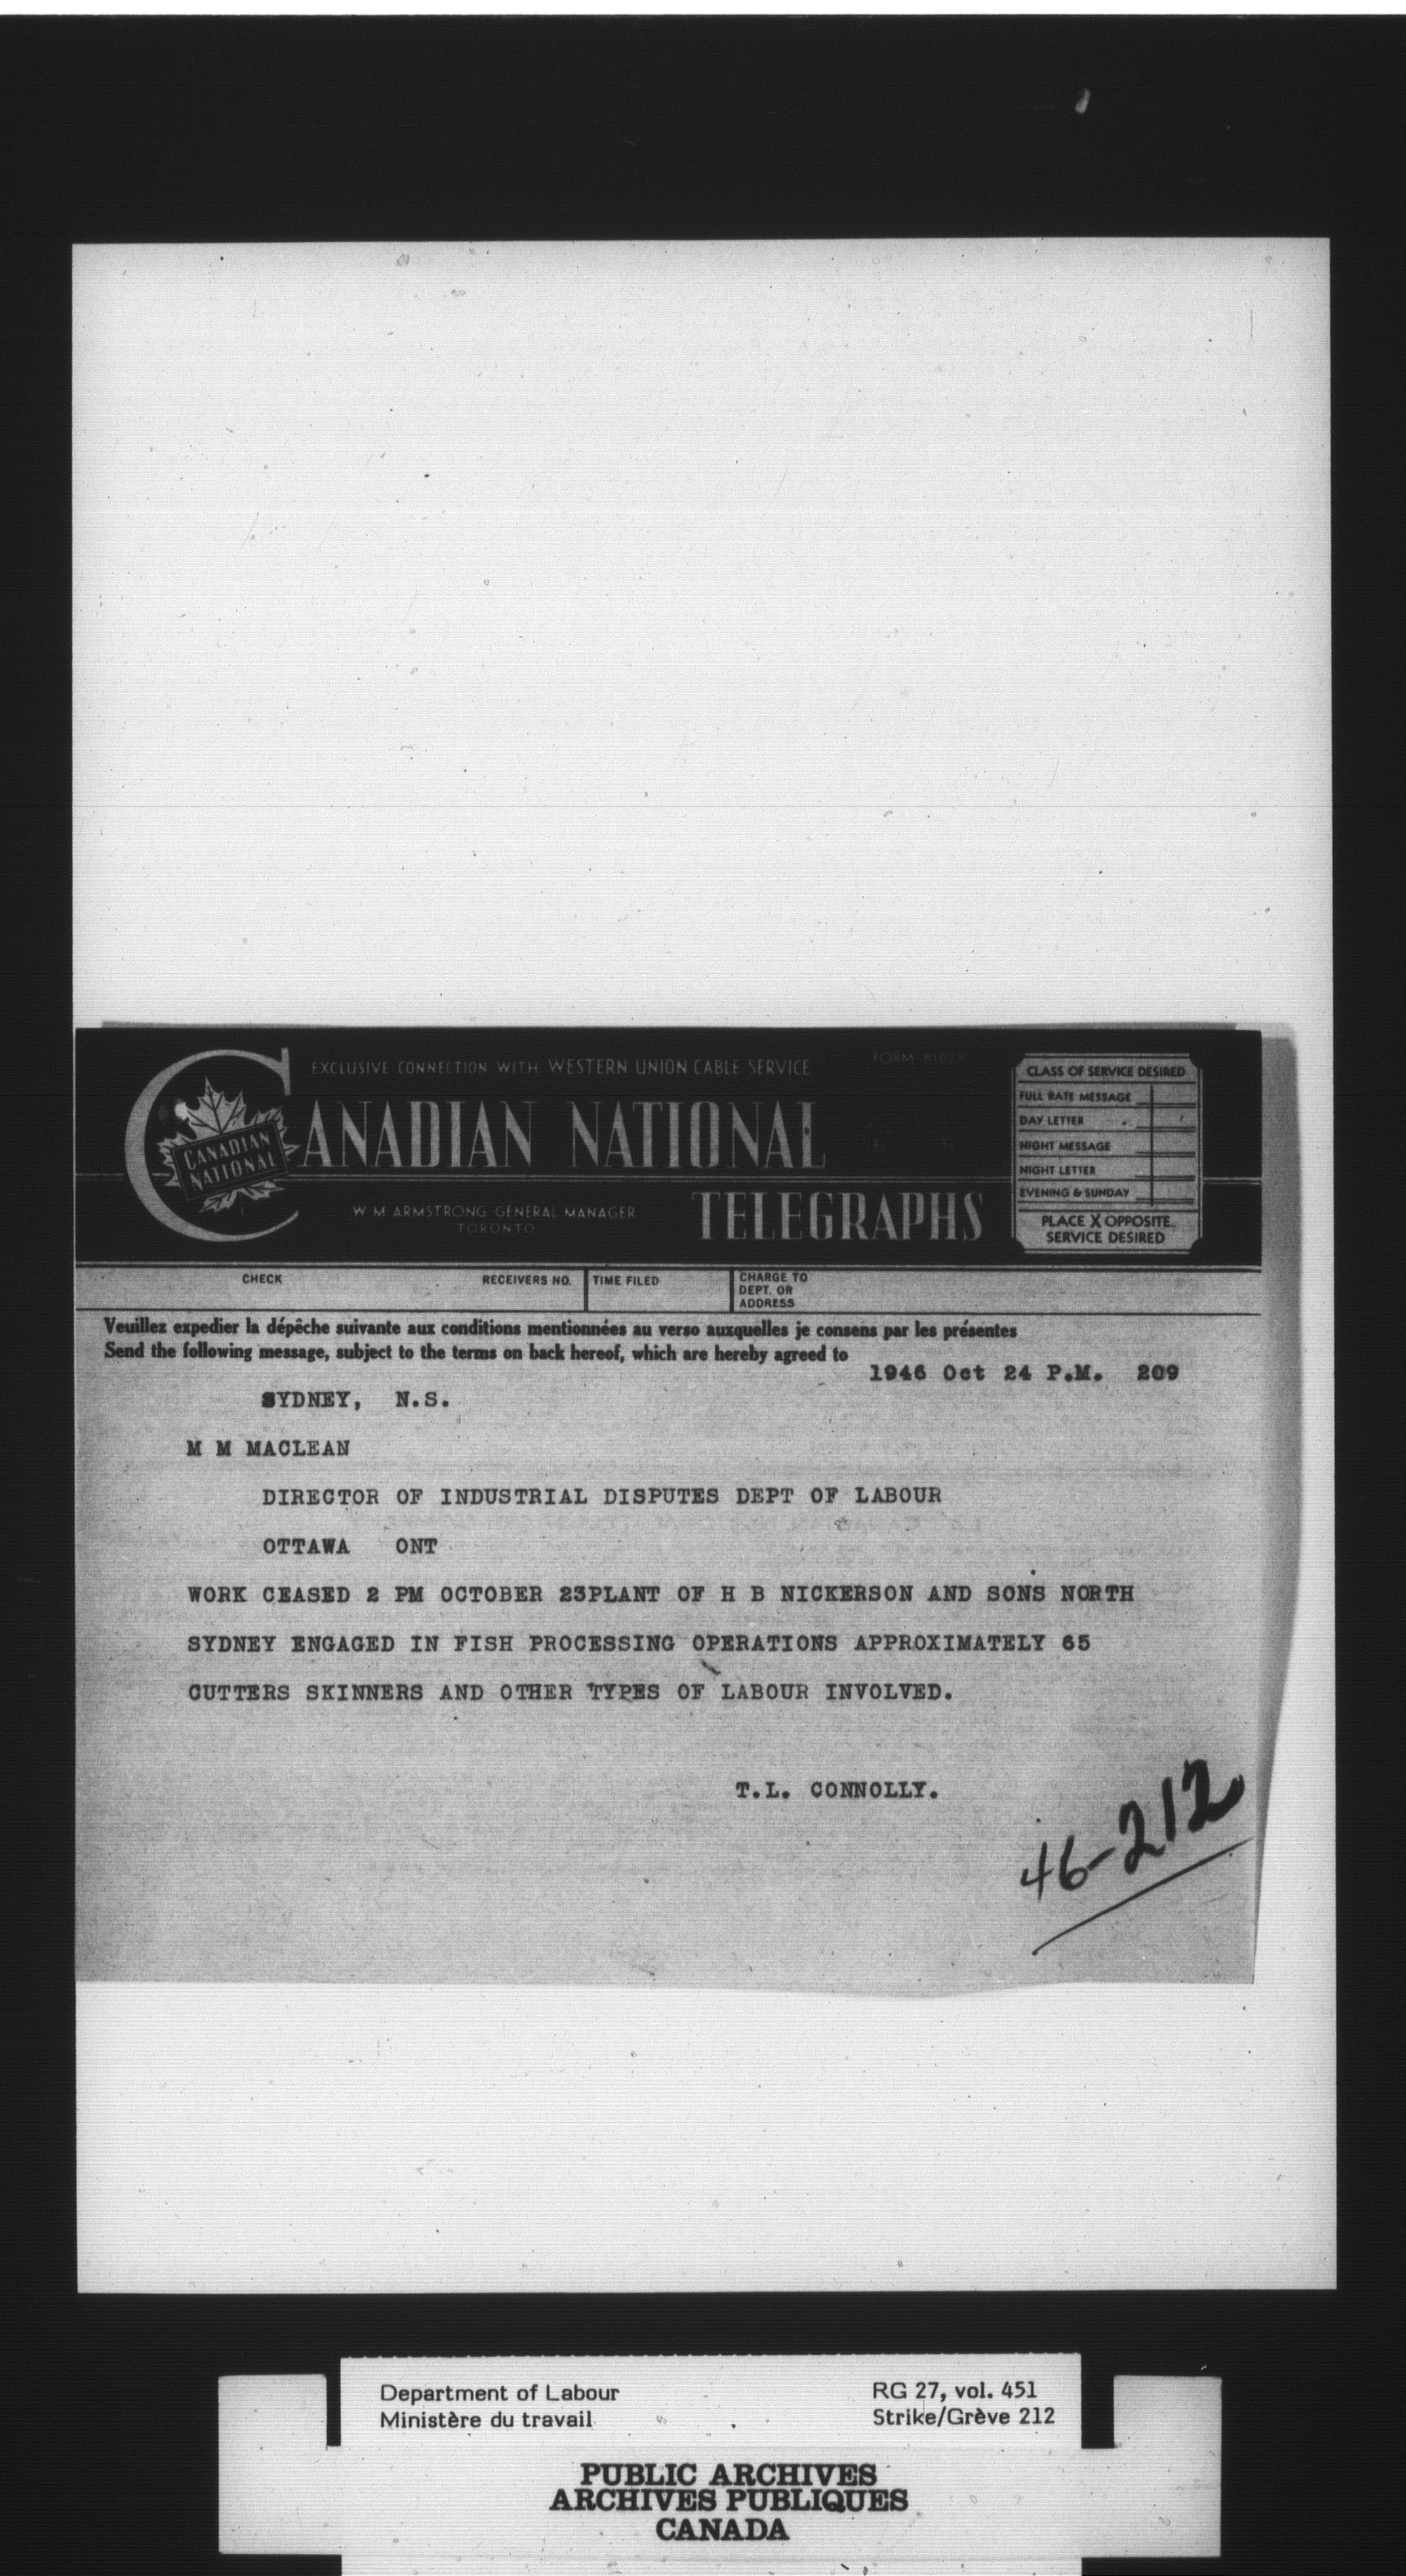 EXCLUSIVE CONNECTION WITH WESTERN UNION CABLE SERVICE
FORM 6102 B
CANADIAN NATIONAL
CANADIAN NATIONAL
TELEGRAPHS
W M ARMSTRONG GENERAL MANAGER
TORONTO
CLASS OF SERVICE DESIRED
FULL RATE MESSAGE
DAY LETTER
NIGHT MESSAGE
NIGHT LETTER
EVENING & SUNDAY
PLACE X OPPOSITE
SERVICE DESIRED
CHECK RECEIVERS NO. TIME FILED CHARGE TO
DEPT. OR
ADDRESS
Veuillez expedier la dépêche suivante aux conditions mentionnées au verso auxquelles je consens par les présentes
Send the following message, subject to the terms on back hereof, which are hereby agreed to
1946 Oct 24 P.M. 209
SYDNEY, N.S.
M M MACLEAN
DIRECTOR OF INDUSTRIAL DISPUTES DEPT OF LABOUR
OTTAWA ONT
WORK CEASED 2 PM OCTOBER 23PLANT OF H B NICKERSON AND SONS NORTH
SYDNEY ENGAGED IN FISH PROCESSING OPERATIONS APPROXIMATELY 65
CUTTERS SKINNERS AND OTHER TYPES OF LABOUR INVOLVED.
T.L. CONNOLLY.
46-212
Department of Labour
Ministère du travail
RG 27, vol. 451
Strike/Grève 212
PUBLIC ARCHIVES
ARCHIVES PUBLIQUES
CANADA